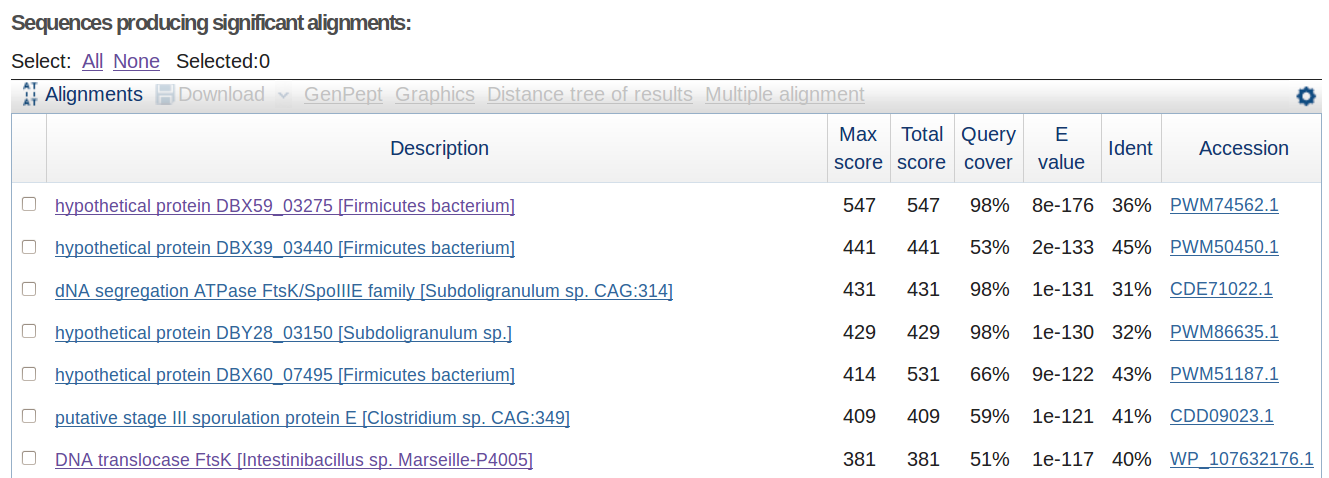 Sequences producing significant alignments:
Select: All None Selected:0
Alignments Download GenPept Graphics Distance tree of results Multiple alignment
Description Max score Total score Query cover E value Ident Accession
hypothetical protein DBX59_03275 [Firmicutes bacterium] 547 547 98% 8e-176 36% PWM74562.1
hypothetical protein DBX39_03440 [Firmicutes bacterium] 441 441 53% 2e-133 45% PWM50450.1
dNA segregation ATPase FtsK/SpoIIIE family [Subdoligranulum sp. CAG:314] 431 431 98% 1e-131 31% CDE71022.1
hypothetical protein DBY28_03150 [Subdoligranulum sp.] 429 429 98% 1e-130 32% PWM86635.1
hypothetical protein DBX60_07495 [Firmicutes bacterium] 414 531 66% 9e-122 43% PWM51187.1
putative stage III sporulation protein E [Clostridium sp. CAG:349] 409 409 59% 1e-121 41% CDD09023.1
DNA translocase FtsK [Intestinibacillus sp. Marseille-P4005] 381 381 51% 1e-117 40% WP_107632176.1